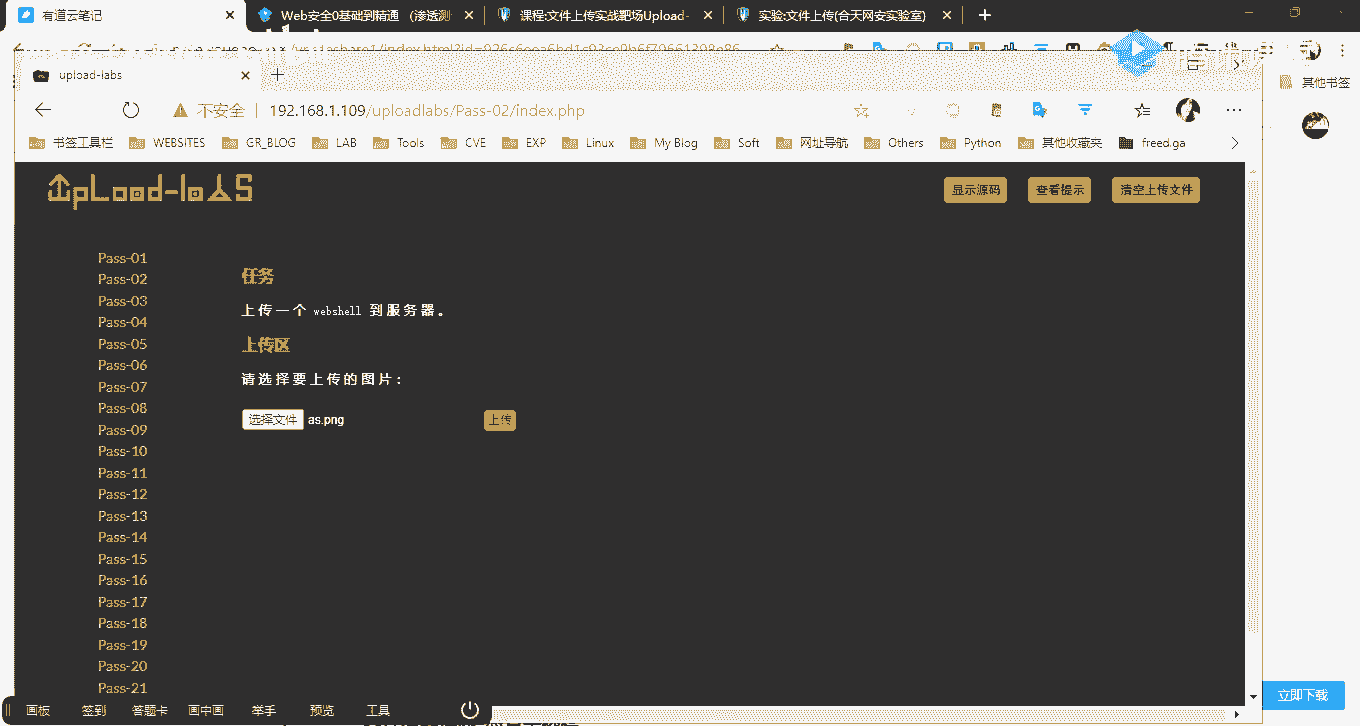 有道云笔记
Web安全0基础到精通（渗透测
课程:文件上传实战靶场Upload-
实验:文件上传(合天网安实验室)
upload-labs
其他书签
不安全
192.168.1.109/uploadlabs/Pass-02/index.php
书签工具栏 WEBSITES GR_BLOG LAB Tools CVE EXP Linux My Blog Soft 网址导航 Others Python 其他收藏夹 freed.ga
UpLoad-labS
显示源码 查看提示 清空上传文件
Pass-01
Pass-02
Pass-03
Pass-04
Pass-05
Pass-06
Pass-07
Pass-08
Pass-09
Pass-10
Pass-11
Pass-12
Pass-13
Pass-14
Pass-15
Pass-16
Pass-17
Pass-18
Pass-19
Pass-20
Pass-21
任务
上传一个 webshell 到服务器。
上传区
请选择要上传的图片：
选择文件 as.png 上传
画板 签到 答题卡 画中画 举手 预览 工具
立即下载